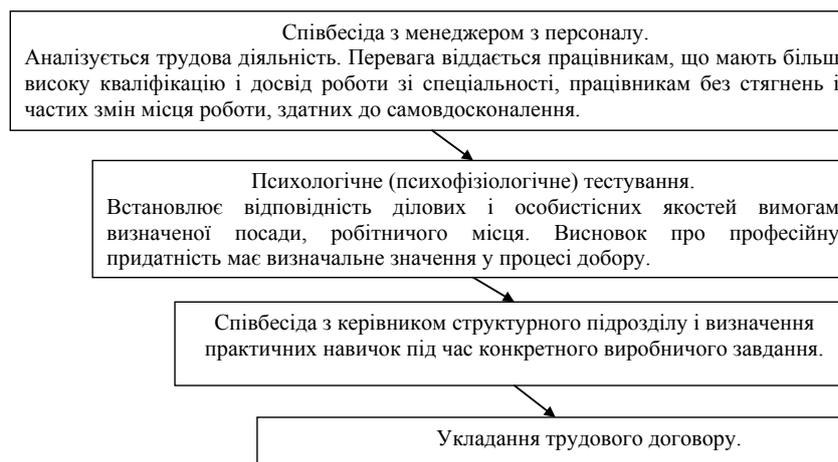 Співбесіда з менеджером з персоналу.
Аналізується трудова діяльність. Перевага віддається працівникам, що мають більш
високу кваліфікацію і досвід роботи зі спеціальності, працівникам без стягнень і
частих змін місця роботи, здатних до самовдосконалення.
Психологічне (психофізіологічне) тестування.
Встановлює відповідність ділових і особистісних якостей вимогам
визначеної посади, робітничого місця. Висновок про професійну
придатність має визначальне значення у процесі добору.
Співбесіда з керівником структурного підрозділу і визначення
практичних навичок під час конкретного виробничого завдання.
Укладання трудового договору.